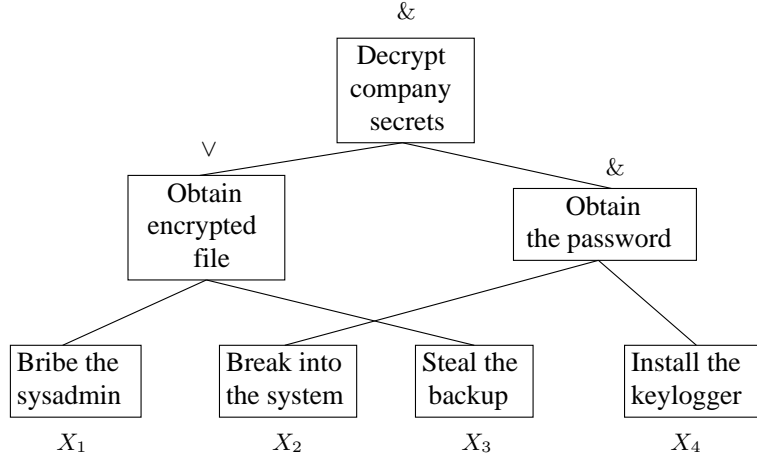 &
Decrypt
company
secrets
∨
&
Obtain
encrypted
file
Obtain
the password
Bribe the
sysadmin
Break into
the system
Steal the
backup
Install the
keylogger
X₁
X₂
X₃
X₄